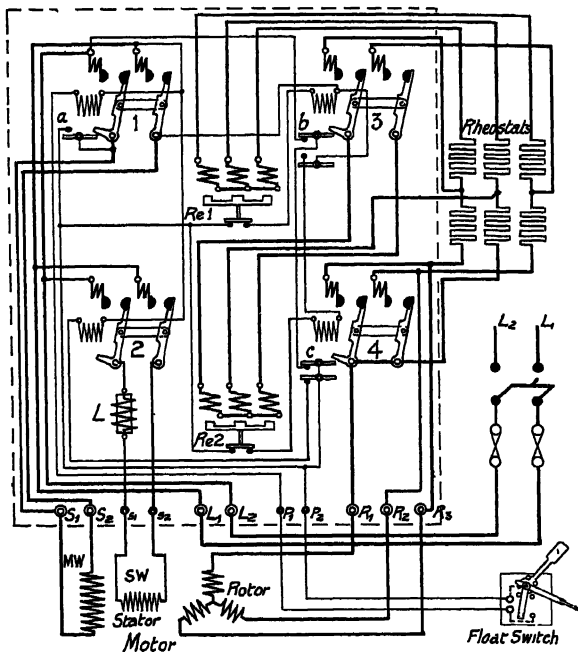 a
1
b
3
Rheostats
Re1
L2 L1
2
c
4
L
Re2
S1 S2 s1 s2 L1 L2 P1 P2 R1 R2 R3
MW
SW
Stator
Rotor
Motor
Float Switch